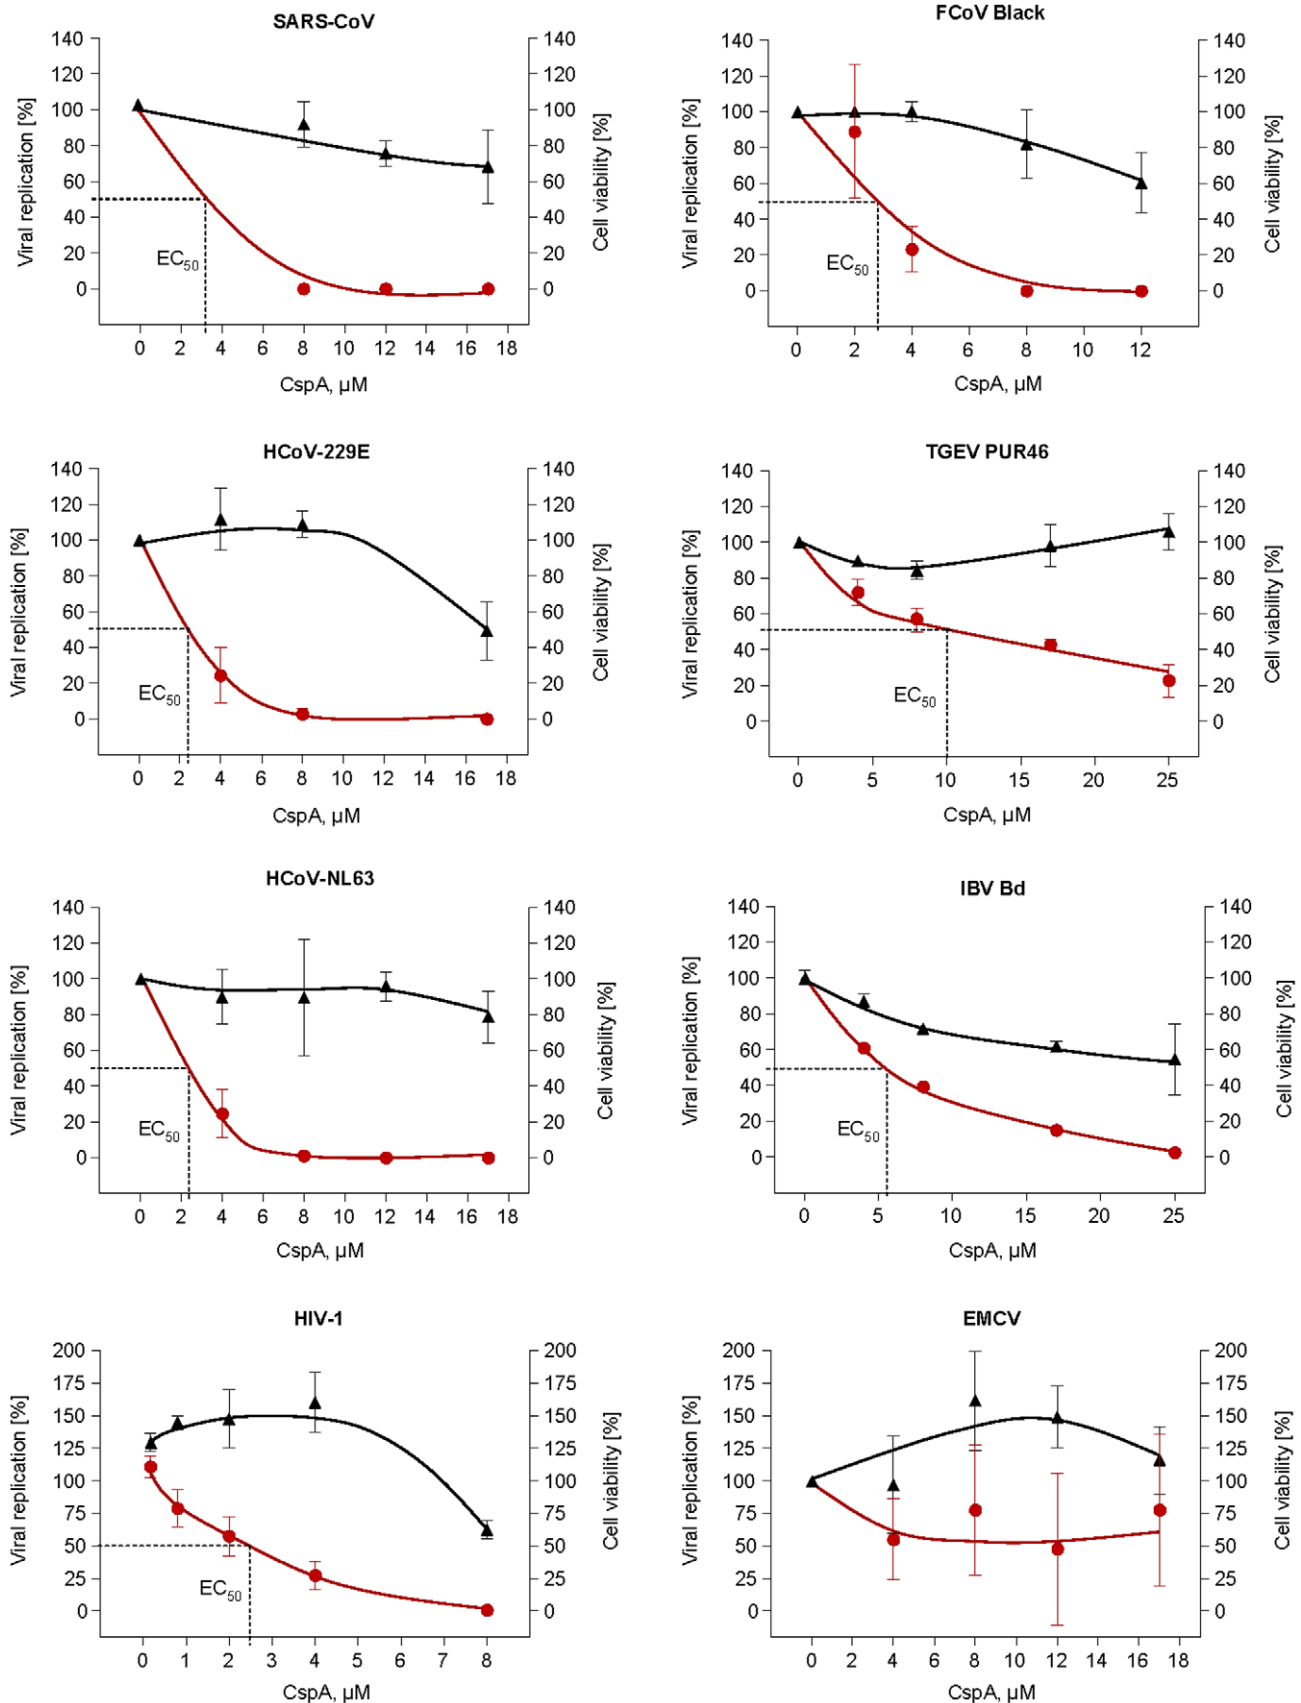 SARS-CoV
140 120 100 80 60 40 20 0
Viral replication [%]
140 120 100 80 60 40 20 0
Cell viability [%]
EC50
0 2 4 6 8 10 12 14 16 18
CspA, µM
FCoV Black
140 120 100 80 60 40 20 0
Viral replication [%]
140 120 100 80 60 40 20 0
Cell viability [%]
EC50
0 2 4 6 8 10 12
CspA, µM
HCoV-229E
140 120 100 80 60 40 20 0
Viral replication [%]
140 120 100 80 60 40 20 0
Cell viability [%]
EC50
0 2 4 6 8 10 12 14 16 18
CspA, µM
TGEV PUR46
140 120 100 80 60 40 20 0
Viral replication [%]
140 120 100 80 60 40 20 0
Cell viability [%]
EC50
0 5 10 15 20 25
CspA, µM
HCoV-NL63
140 120 100 80 60 40 20 0
Viral replication [%]
140 120 100 80 60 40 20 0
Cell viability [%]
EC50
0 2 4 6 8 10 12 14 16 18
CspA, µM
IBV Bd
140 120 100 80 60 40 20 0
Viral replication [%]
140 120 100 80 60 40 20 0
Cell viability [%]
EC50
0 5 10 15 20 25
CspA, µM
HIV-1
200 175 150 125 100 75 50 25 0
Viral replication [%]
200 175 150 125 100 75 50 25 0
Cell viability [%]
EC50
0 1 2 3 4 5 6 7 8
CspA, µM
EMCV
200 175 150 125 100 75 50 25 0
Viral replication [%]
200 175 150 125 100 75 50 25 0
Cell viability [%]
0 2 4 6 8 10 12 14 16 18
CspA, µM